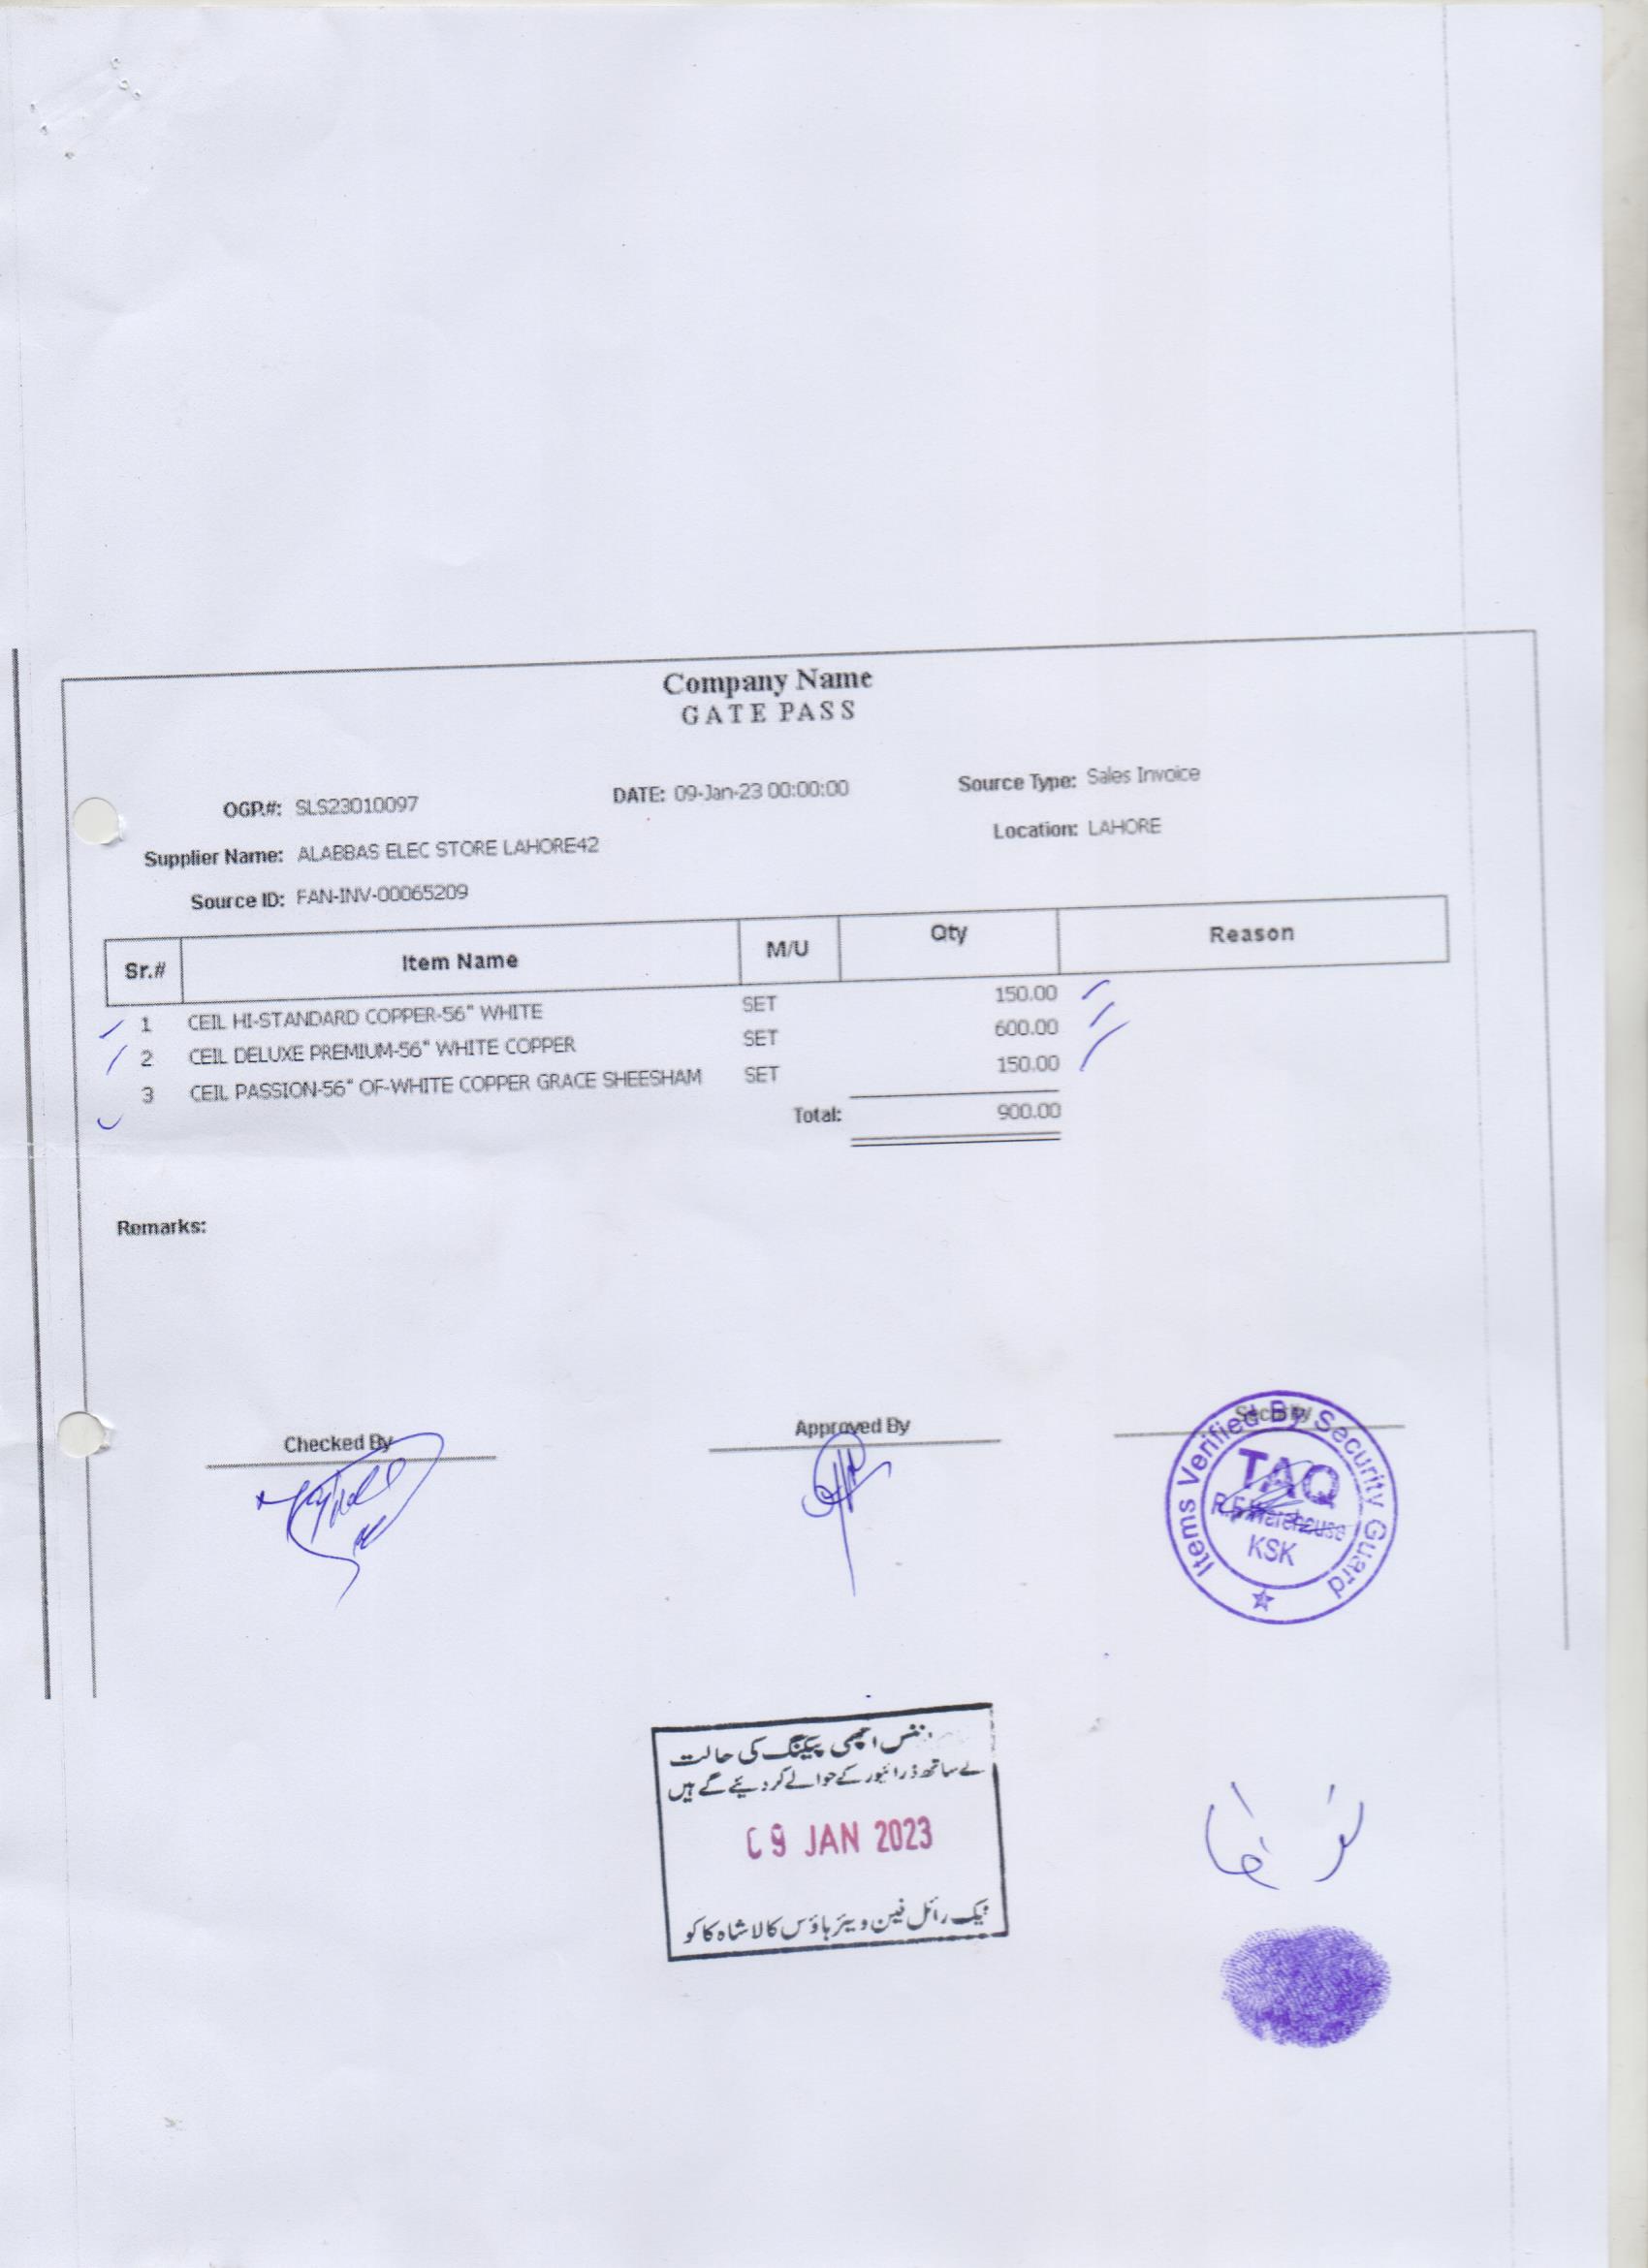 Company Name
GATE PASS
OGP.#: SLS23010097 DATE: 09-Jan-23 00:00:00 Source Type: Sales Invoice
Supplier Name: ALABBAS ELEC STORE LAHORE42 Location: LAHORE
Source ID: FAN-INV-00065209
Sr.# Item Name M/U Qty Reason
1 CEIL HI-STANDARD COPPER-56" WHITE SET 150.00
2 CEIL DELUXE PREMIUM-56" WHITE COPPER SET 600.00
3 CEIL PASSION-56" OF-WHITE COPPER GRACE SHEESHAM SET 150.00
Total: 900.00
Remarks:
Checked By Approved By Security
Items Verified By Security Guard
TAQ
R.F Warehouse
KSK
اچھی پیکنگ کی حالت
کے ساتھ ڈرائیور کے حوالے کر دیئے گے ہیں
09 JAN 2023
ٹیک رائل فین ویئر ہاؤس کالا شاہ کاکو